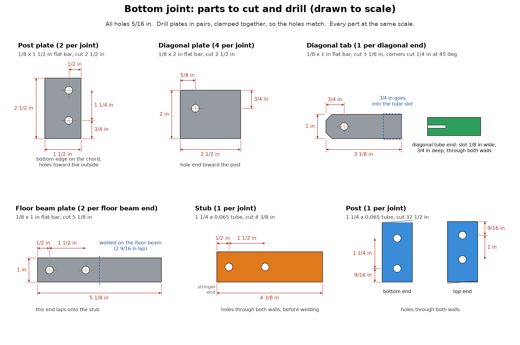 Bottom joint: parts to cut and drill (drawn to scale)
All holes 5/16 in. Drill plates in pairs, clamped together, so the holes match. Every part at the same scale.
Post plate (2 per joint)
1/8 x 1 1/2 in flat bar, cut 2 1/2 in
1/2 in
2 1/2 in
1 1/4 in
3/4 in
1 1/2 in
bottom edge on the chord,
holes toward the outside
Diagonal plate (4 per joint)
1/8 x 2 in flat bar, cut 2 1/2 in
5/8 in
2 in
3/4 in
2 1/2 in
hole end toward the post
Diagonal tab (1 per diagonal end)
1/8 x 1 in flat bar, cut 3 1/8 in, corners cut 1/4 in at 45 deg
3/4 in goes
into the tube slot
3/4 in
1 in
3 1/8 in
diagonal tube end: slot 1/8 in wide,
3/4 in deep, through both walls
Floor beam plate (2 per floor beam end)
1/8 x 1 in flat bar, cut 5 1/8 in
1/2 in
1 1/2 in
welded on the floor beam
(2 9/16 in lap)
1 in
5 1/8 in
this end laps onto the stub
Stub (1 per joint)
1 1/4 x 0.065 tube, cut 4 3/8 in
1/2 in
1 1/2 in
stringer
end
4 3/8 in
holes through both walls, before welding
Post (1 per joint)
1 1/4 x 0.065 tube, cut 32 1/2 in
1 1/4 in
9/16 in
bottom end
9/16 in
1 in
top end
holes through both walls